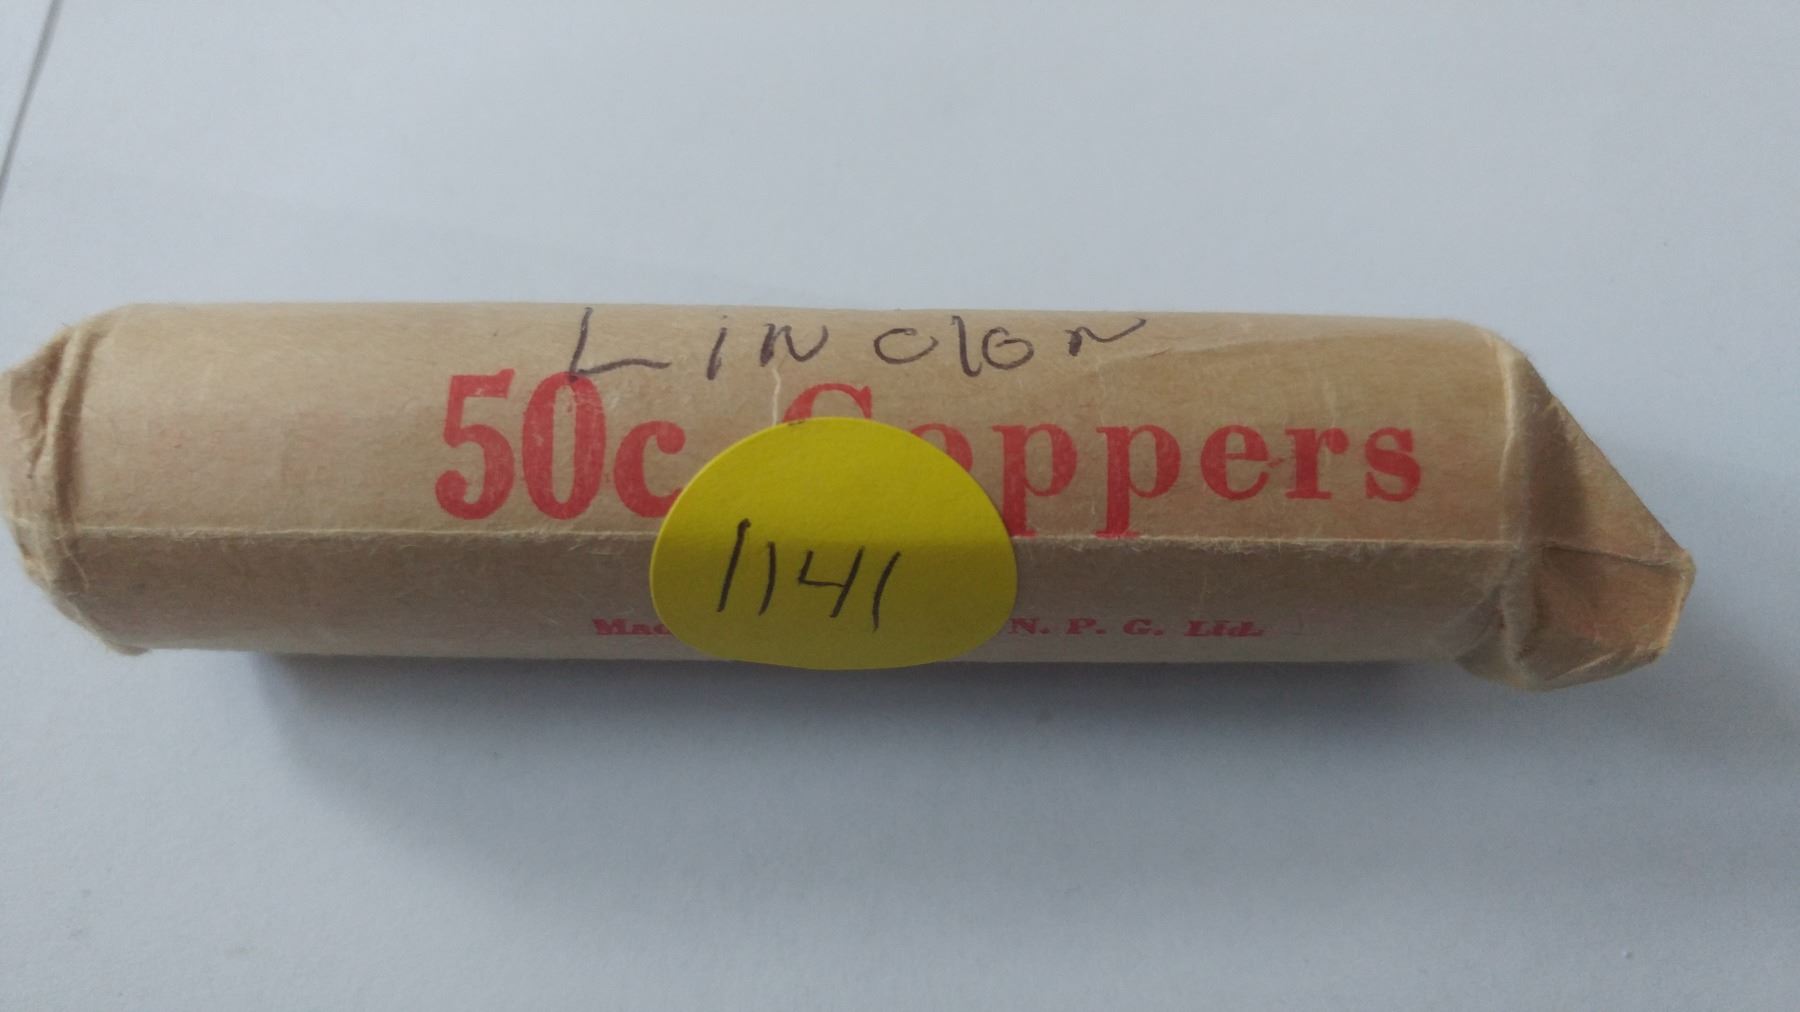 Linclon
50c Coppers
1141
N. P. G. Ltd.